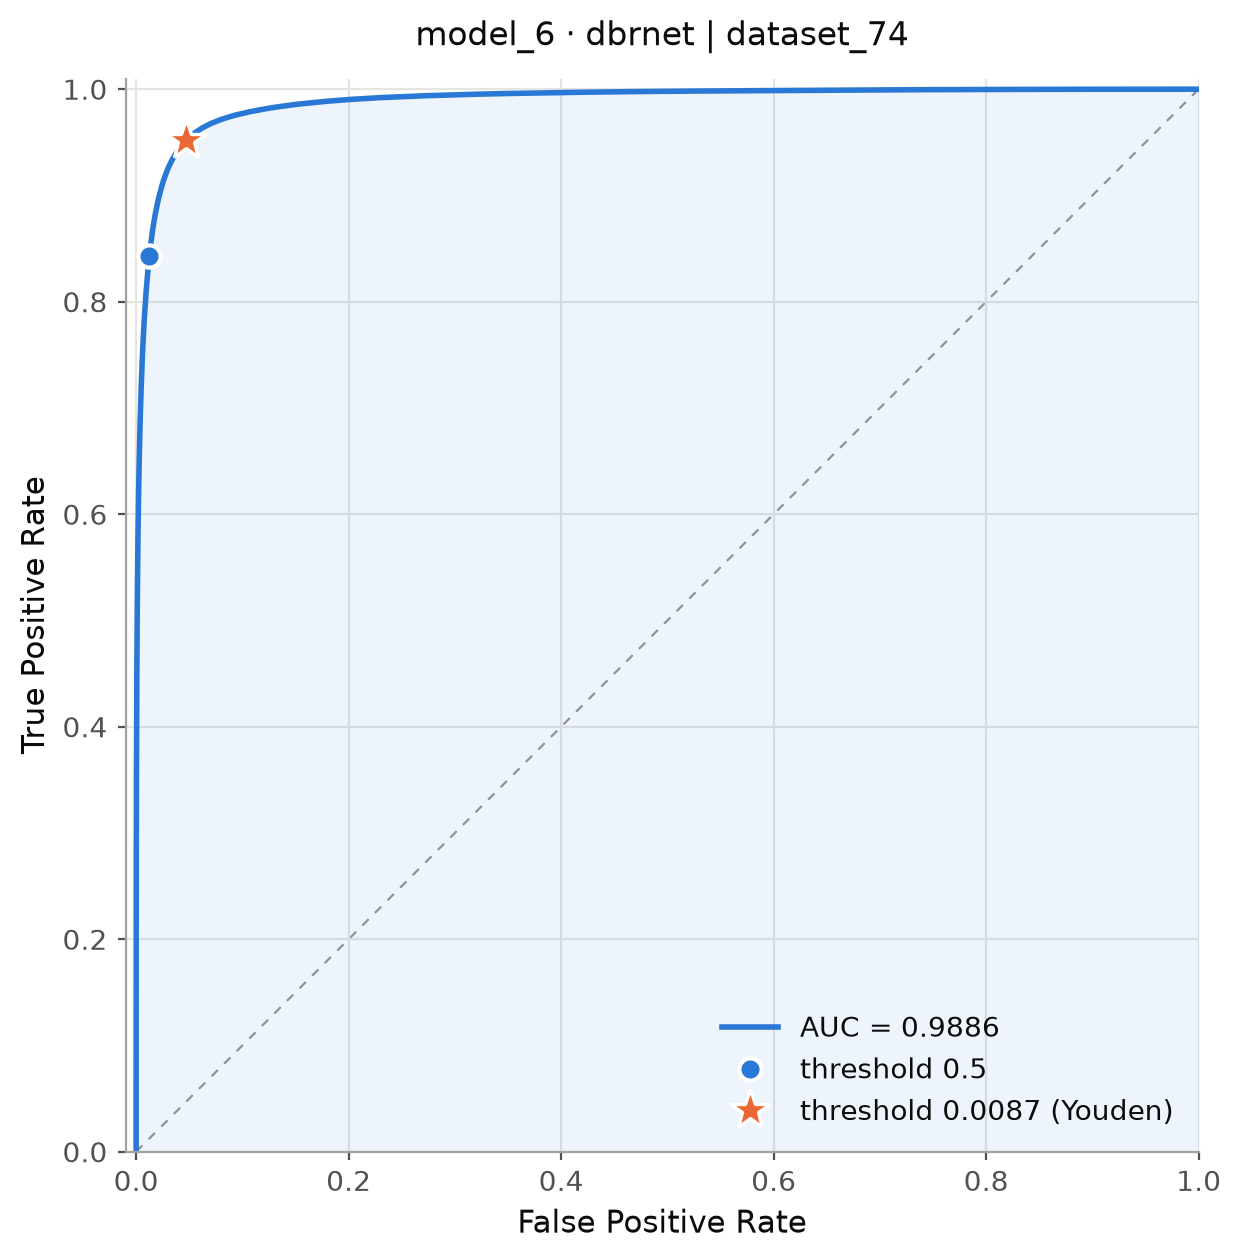 model_6 · dbrnet | dataset_74
1.0
0.8
0.6
0.4
0.2
0.0
True Positive Rate
AUC = 0.9886
threshold 0.5
threshold 0.0087 (Youden)
0.0 0.2 0.4 0.6 0.8 1.0
False Positive Rate